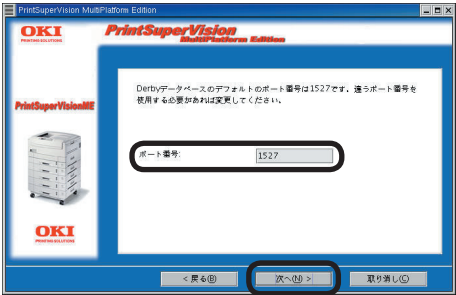 PrintSuperVision MultiPlatform Edition
OKI
PRINTING SOLUTIONS
PrintSuperVision
MultiPlatform Edition
Derbyデータベースのデフォルトのポート番号は1527です。違うポート番号を
使用する必要があれば変更してください。
PrintSuperVisionME
ポート番号:
1527
OKI
PRINTING SOLUTIONS
< 戻る(B)
次へ(N) >
取り消し(C)